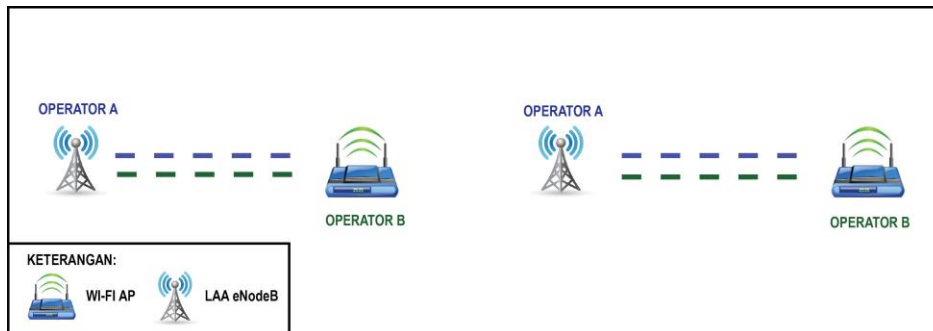 OPERATOR A
OPERATOR A
OPERATOR B
OPERATOR B
KETERANGAN:
WI-FI AP
LAA eNodeB